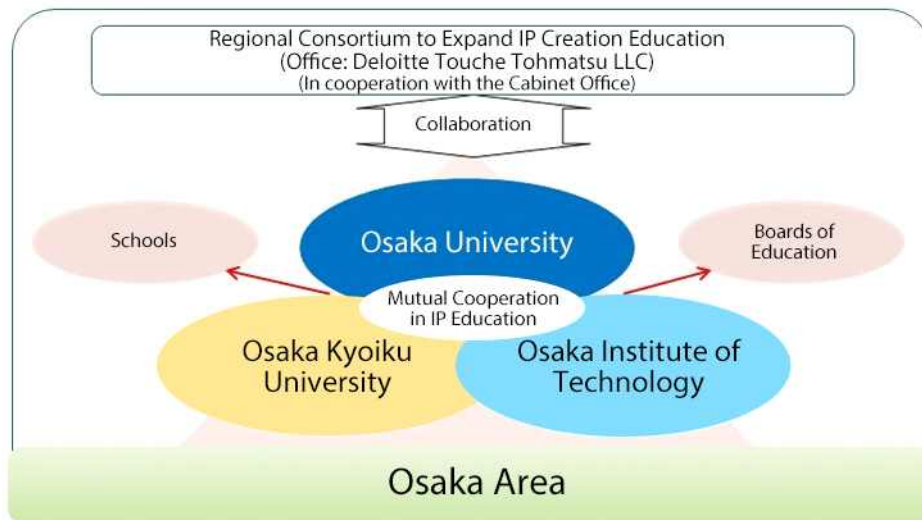 Regional Consortium to Expand IP Creation Education
(Office: Deloitte Touche Tohmatsu LLC)
(In cooperation with the Cabinet Office)
Collaboration
Osaka University
Schools
Boards of
Education
Mutual Cooperation
in IP Education
Osaka Kyoiku
University
Osaka Institute of
Technology
Osaka Area